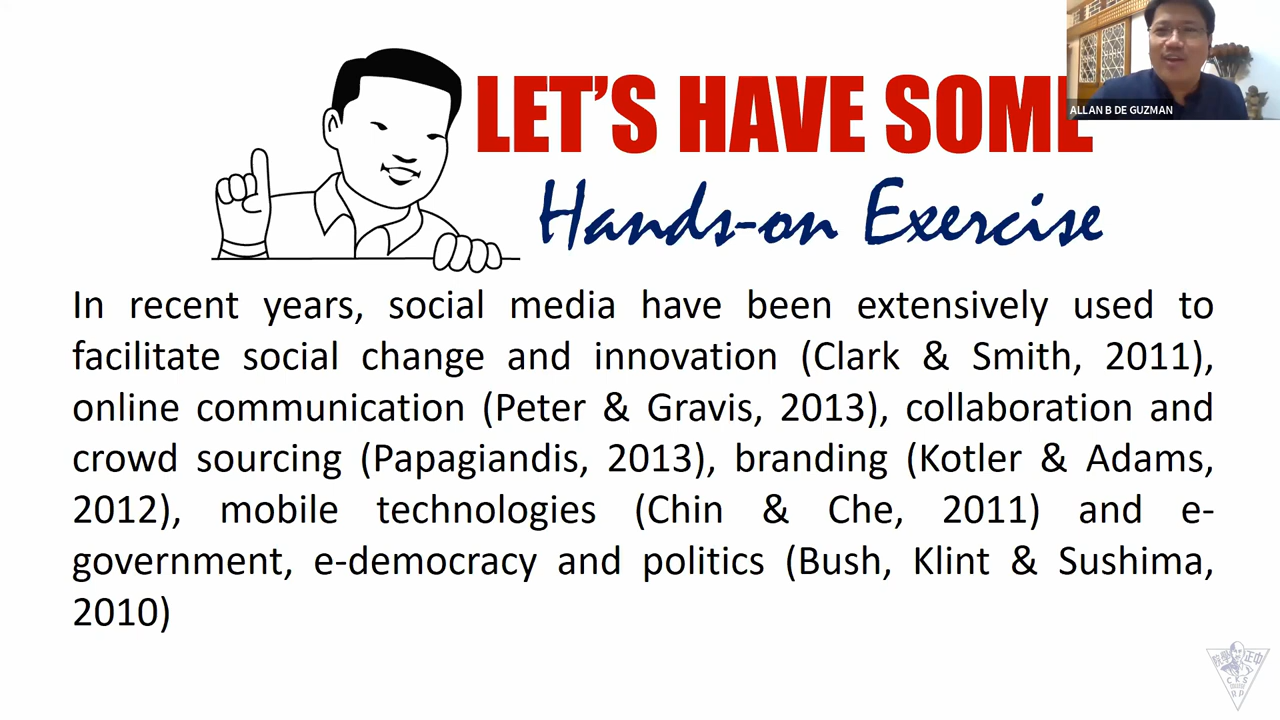 LET'S HAVE SOME
ALLAN B DE GUZMAN
Hands-on Exercise
In recent years, social media have been extensively used to
facilitate social change and innovation (Clark & Smith, 2011),
online communication (Peter & Gravis, 2013), collaboration and
crowd sourcing (Papagiandis, 2013), branding (Kotler & Adams,
2012), mobile technologies (Chin & Che, 2011) and e-
government, e-democracy and politics (Bush, Klint & Sushima,
2010)
C K S